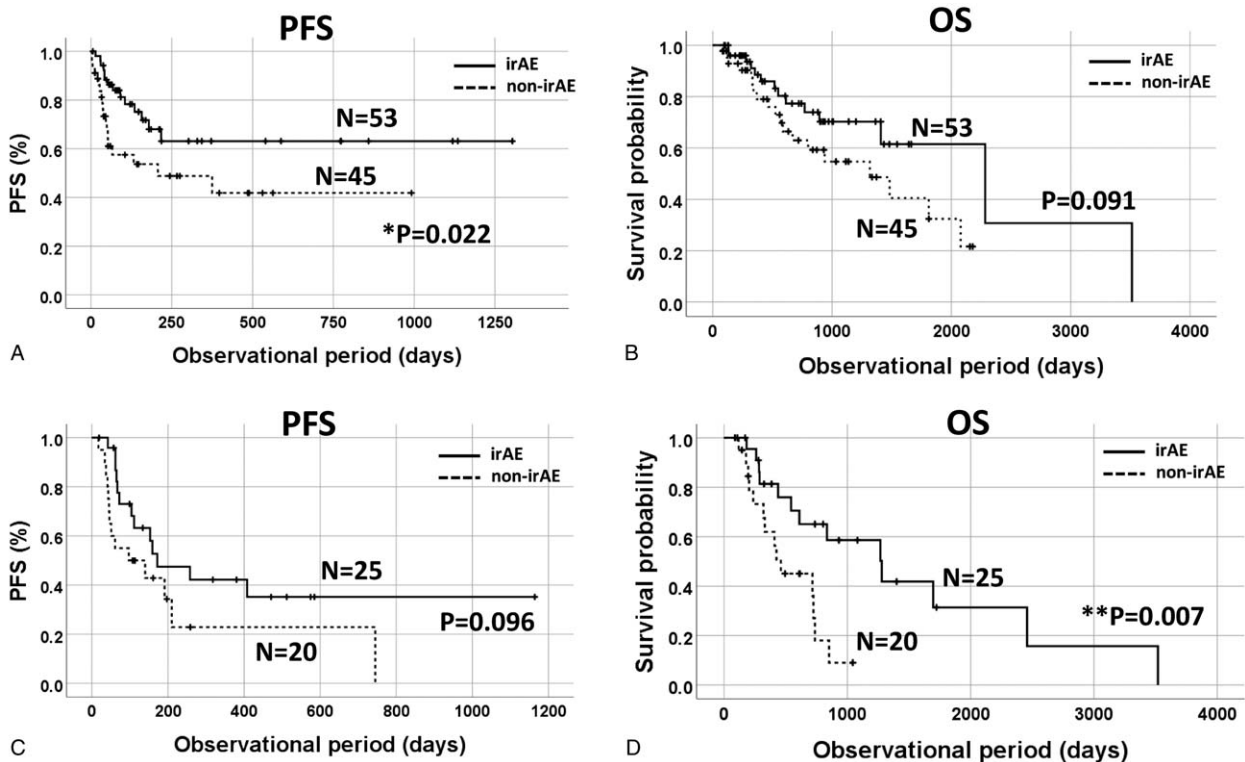 PFS
1.0
0.8
0.6
0.4
0.2
0.0
PFS (%)
irAE
non-irAE
N=53
N=45
*P=0.022
0 250 500 750 1000 1250
Observational period (days)
A
OS
1.0
0.8
0.6
0.4
0.2
0.0
Survival probability
irAE
non-irAE
N=53
P=0.091
N=45
0 1000 2000 3000 4000
Observational period (days)
B
PFS
1.0
0.8
0.6
0.4
0.2
0.0
PFS (%)
irAE
non-irAE
N=25
P=0.096
N=20
0 200 400 600 800 1000 1200
Observational period (days)
C
OS
1.0
0.8
0.6
0.4
0.2
0.0
Survival probability
irAE
non-irAE
N=25
**P=0.007
N=20
0 1000 2000 3000 4000
Observational period (days)
D